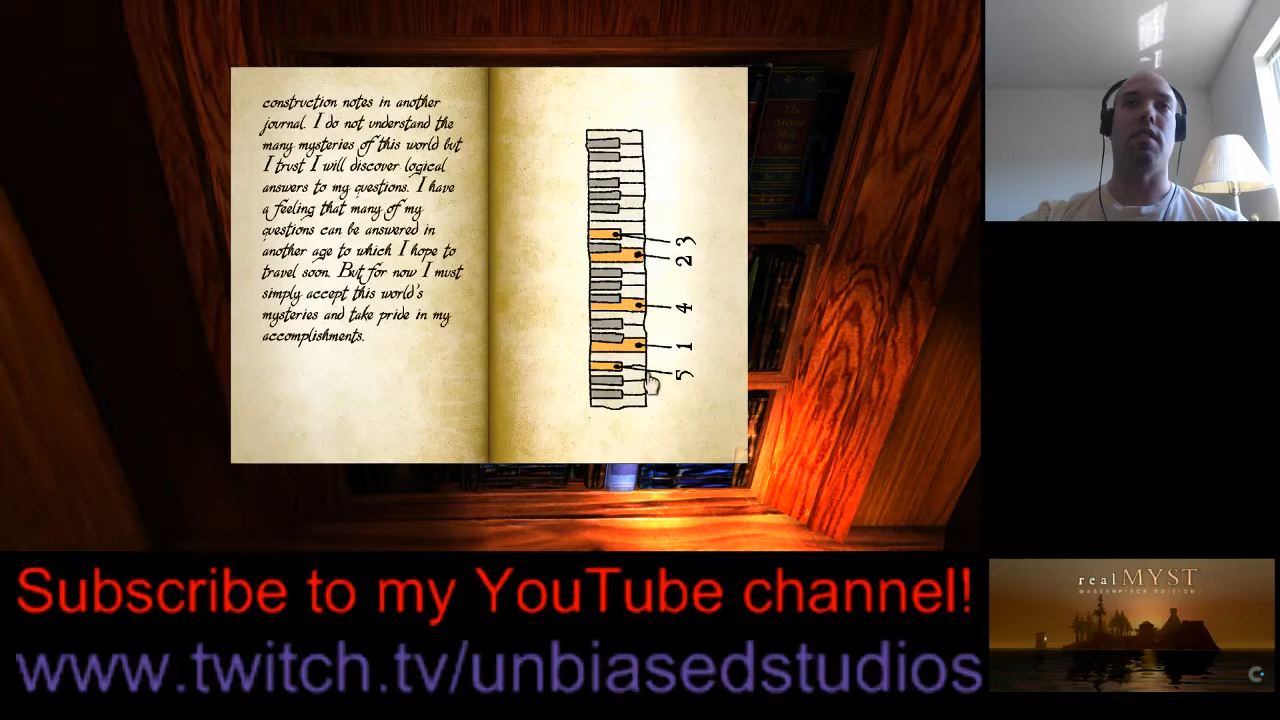 construction notes in another
journal. I do not understand the
many mysteries of this world but
I trust I will discover logical
answers to my questions. I have
a feeling that many of my
questions can be answered in
another age to which I hope to
travel soon. But for now I must
simply accept this world's
mysteries and take pride in my
accomplishments.
3
2
4
1
5
The
Ship
Subscribe to my YouTube channel!
www.twitch.tv/unbiasedstudios
realMYST
MASTERPIECE EDITION